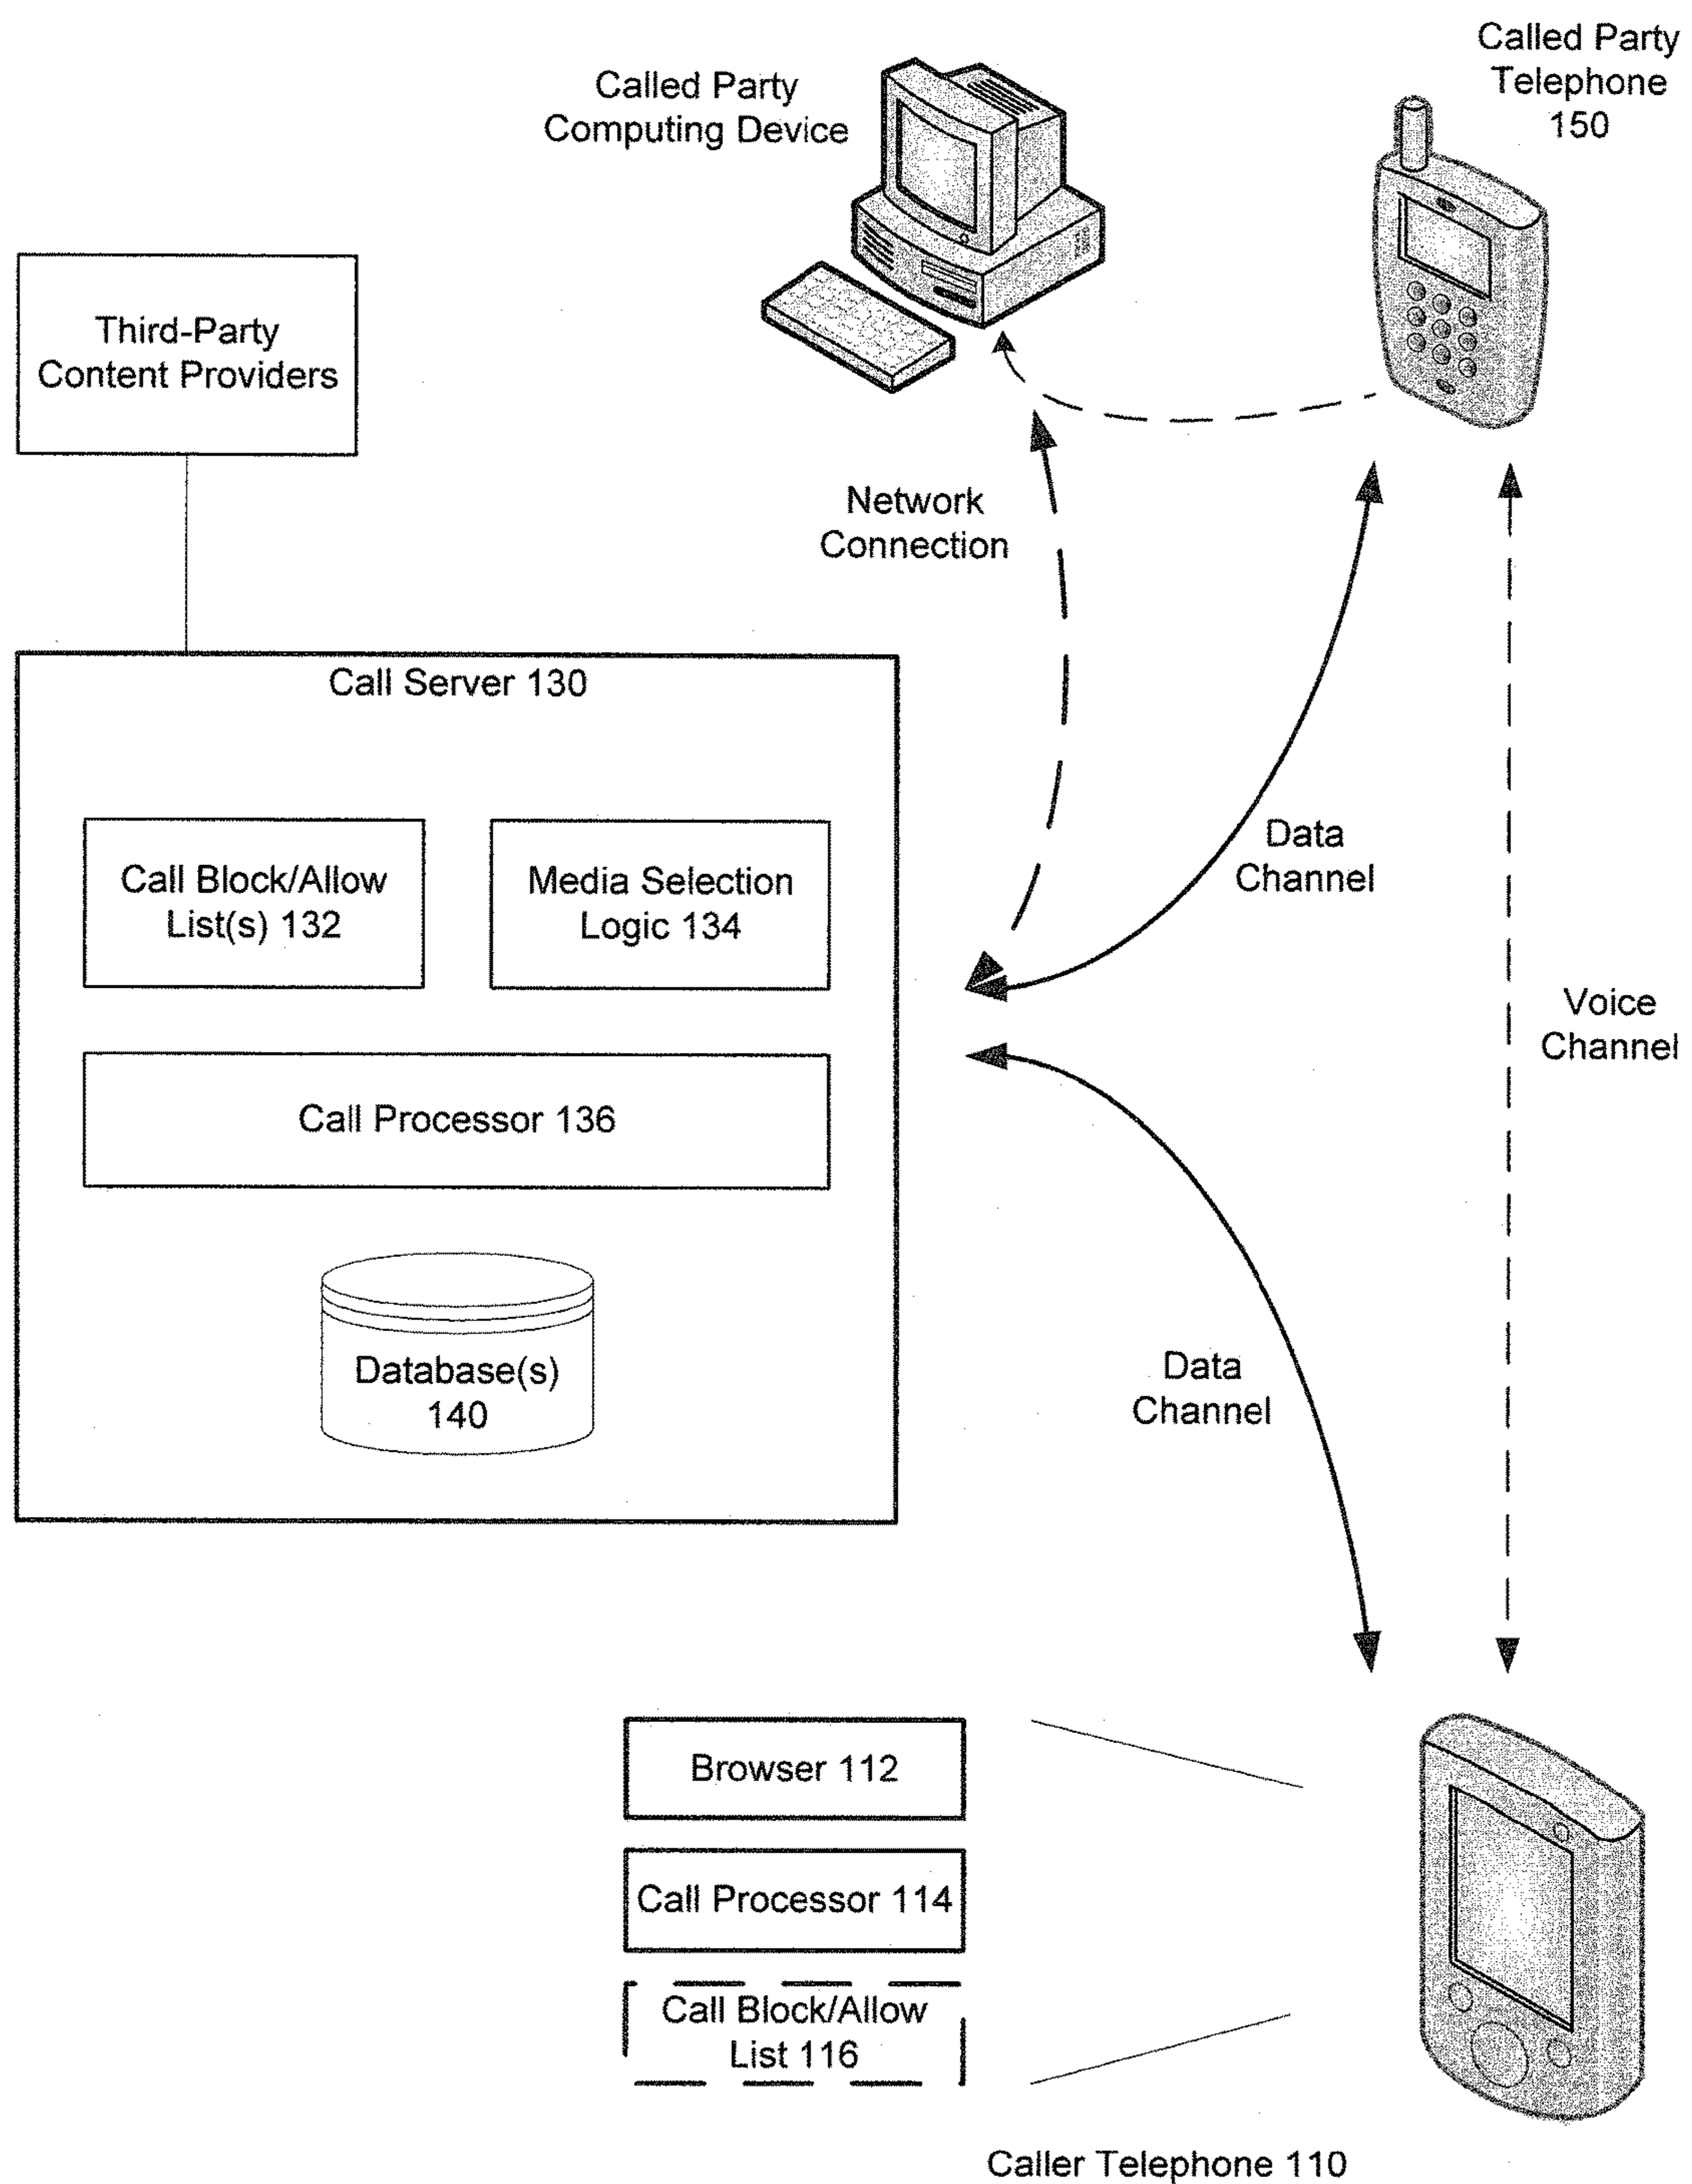 Called Party
Telephone
150
Called Party
Computing Device
Third-Party
Content Providers
Network
Connection
Call Server 130
Data
Channel
Call Block/Allow
List(s) 132
Media Selection
Logic 134
Voice
Channel
Call Processor 136
Database(s)
140
Data
Channel
Browser 112
Call Processor 114
Call Block/Allow
List 116
Caller Telephone 110